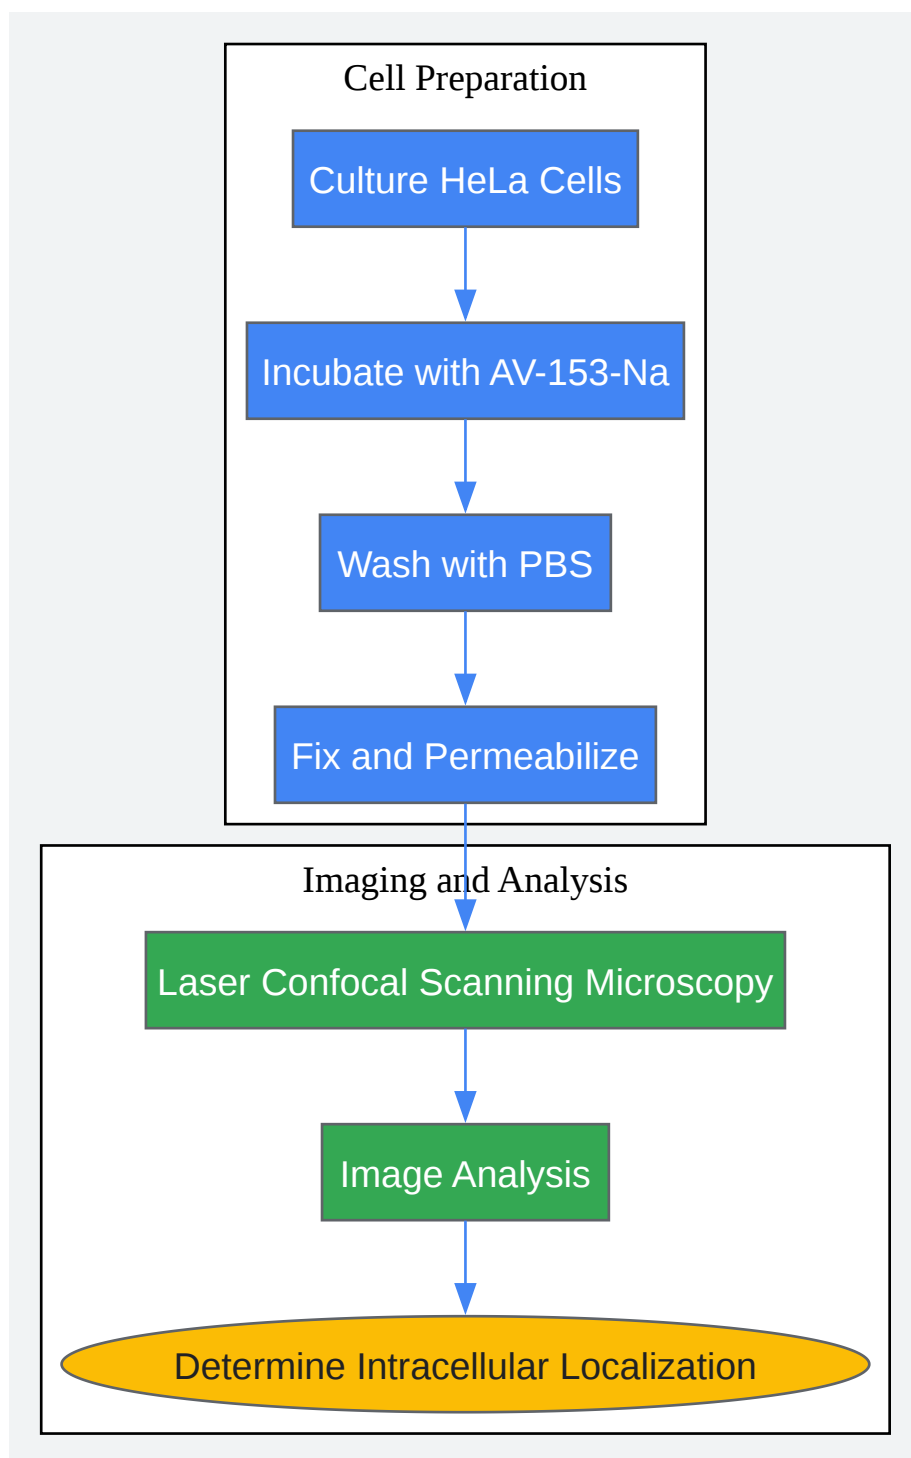 Cell Preparation
Culture HeLa Cells
Incubate with AV-153-Na
Wash with PBS
Fix and Permeabilize
Imaging and Analysis
Laser Confocal Scanning Microscopy
Image Analysis
Determine Intracellular Localization